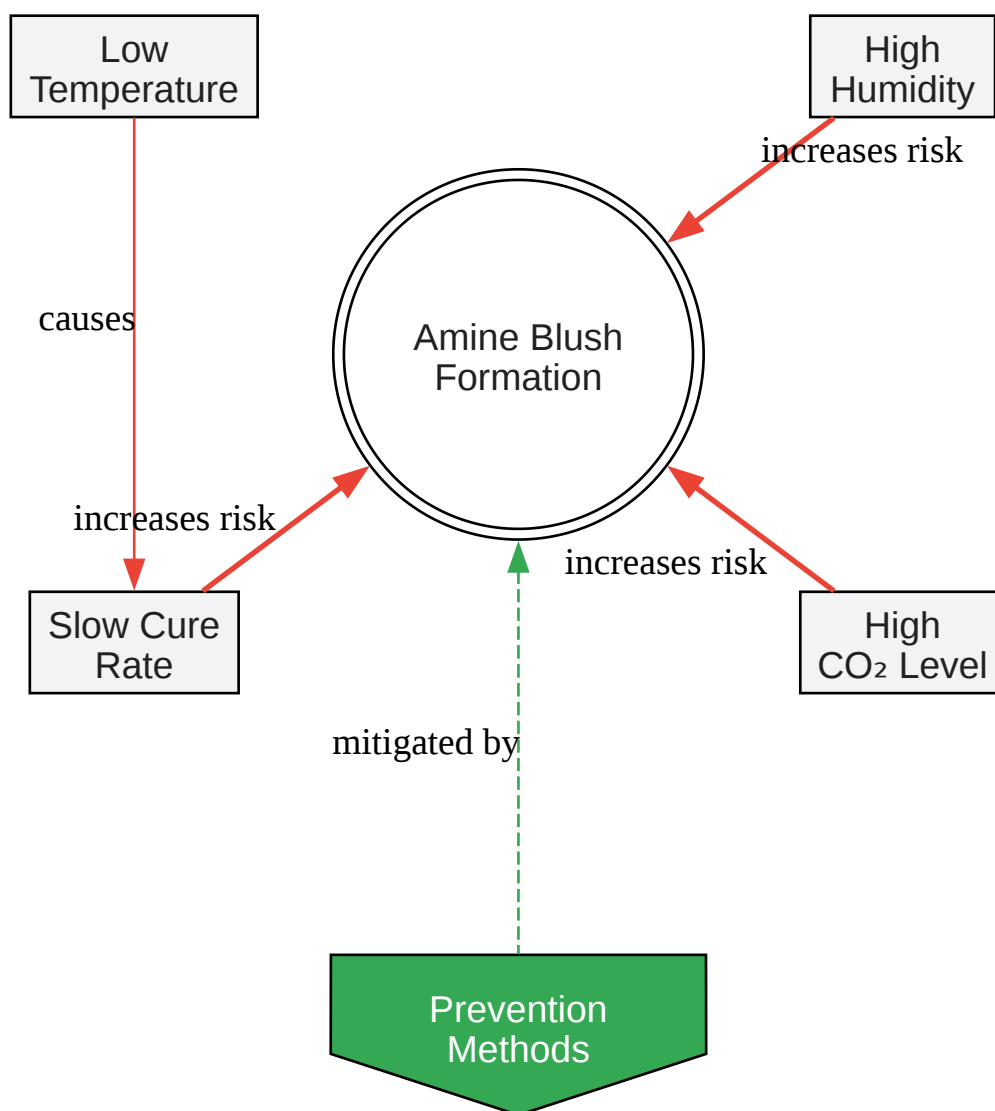 Low
Temperature
High
Humidity
increases risk
causes
Amine Blush
Formation
increases risk
increases risk
Slow Cure
Rate
High
CO₂ Level
mitigated by
Prevention
Methods